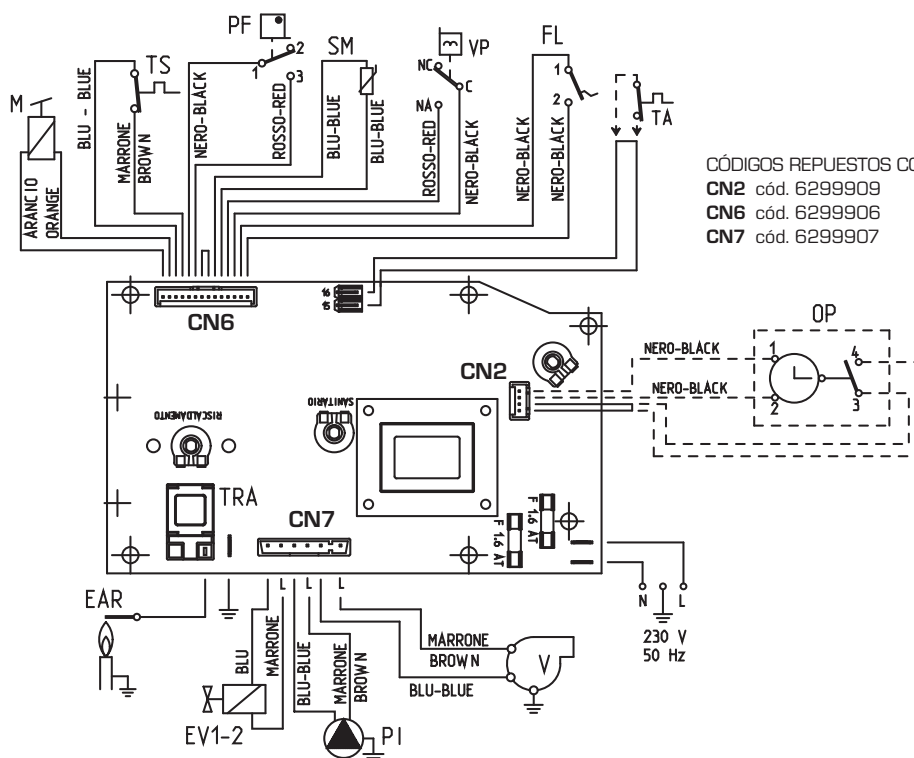 PF
SM
VP
FL
TS
M
TA
1
2
3
NC
C
NA
1
2
BLU - BLUE
MARRONE
BROWN
NERO-BLACK
ROSSO-RED
BLU-BLUE
BLU-BLUE
ROSSO-RED
NERO-BLACK
NERO-BLACK
NERO-BLACK
ARANCIO
ORANGE
CÓDIGOS REPUESTOS CO
CN2 cód. 6299909
CN6 cód. 6299906
CN7 cód. 6299907
CN6
OP
NERO-BLACK
NERO-BLACK
1
2
4
3
CN2
RISCALDAMENTO
SANITARIO
TRA
CN7
F 1.6 AT
F 1.6 AT
EAR
L
L
L
N
L
230 V
50 Hz
BLU
MARRONE
BLU-BLUE
MARRONE
BROWN
MARRONE
BROWN
BLU-BLUE
V
EV1-2
PI